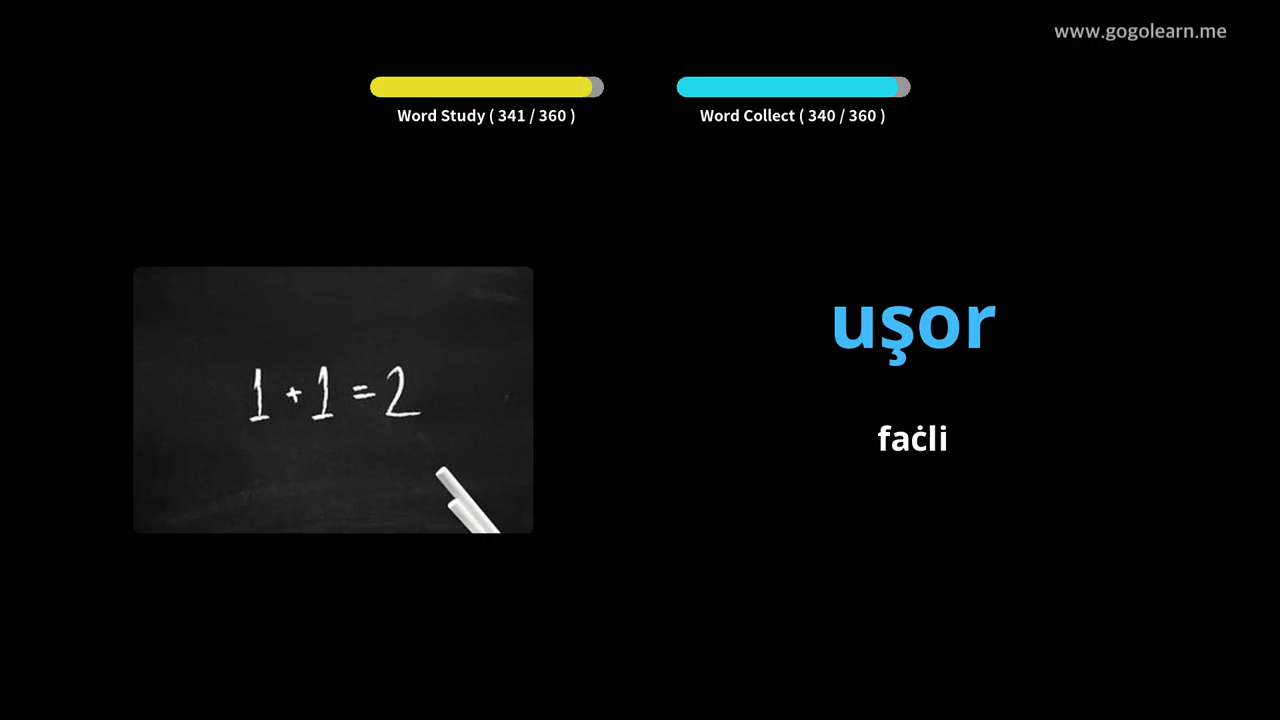 www.gogolearn.me
Word Study ( 341 / 360 )
Word Collect ( 340 / 360 )
1 + 1 = 2
uşor
faċli